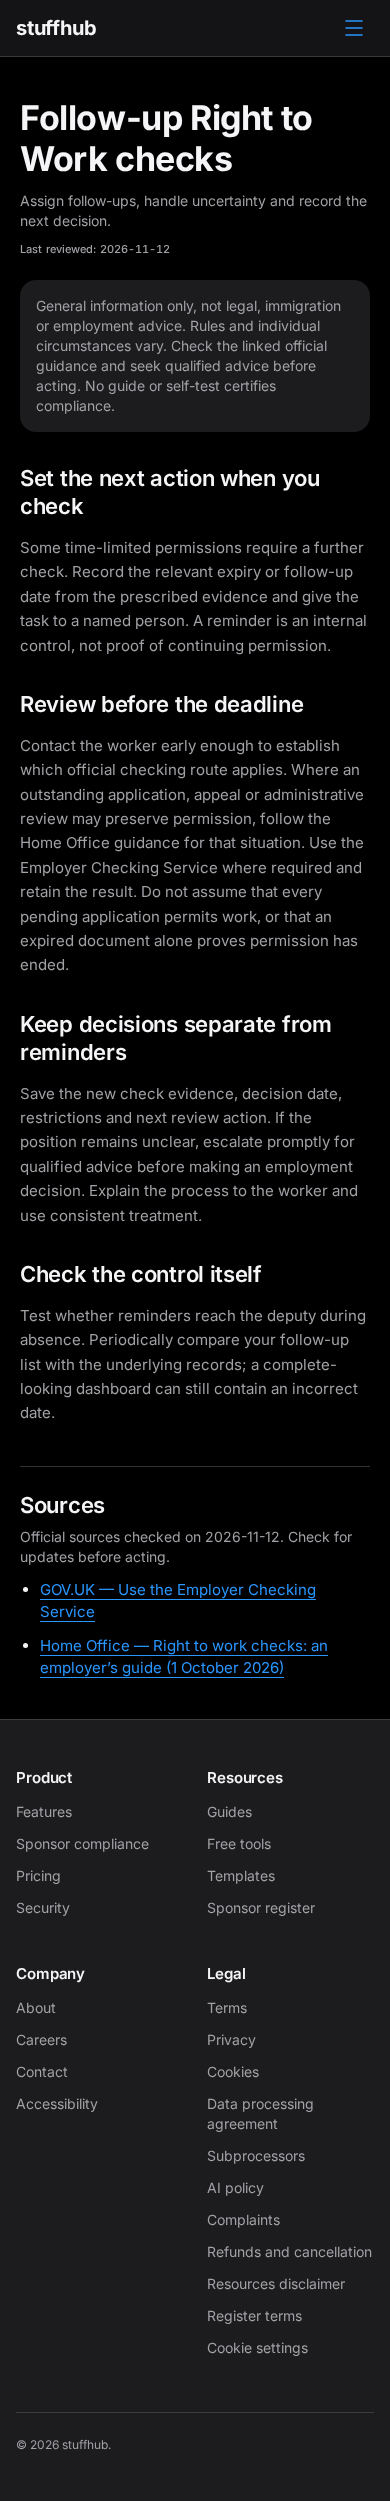 stuffhub
Follow-up Right to
Work checks
Assign follow-ups, handle uncertainty and record the
next decision.
Last reviewed: 2026-11-12
General information only, not legal, immigration
or employment advice. Rules and individual
circumstances vary. Check the linked official
guidance and seek qualified advice before
acting. No guide or self-test certifies
compliance.
Set the next action when you
check
Some time-limited permissions require a further
check. Record the relevant expiry or follow-up
date from the prescribed evidence and give the
task to a named person. A reminder is an internal
control, not proof of continuing permission.
Review before the deadline
Contact the worker early enough to establish
which official checking route applies. Where an
outstanding application, appeal or administrative
review may preserve permission, follow the
Home Office guidance for that situation. Use the
Employer Checking Service where required and
retain the result. Do not assume that every
pending application permits work, or that an
expired document alone proves permission has
ended.
Keep decisions separate from
reminders
Save the new check evidence, decision date,
restrictions and next review action. If the
position remains unclear, escalate promptly for
qualified advice before making an employment
decision. Explain the process to the worker and
use consistent treatment.
Check the control itself
Test whether reminders reach the deputy during
absence. Periodically compare your follow-up
list with the underlying records; a complete-
looking dashboard can still contain an incorrect
date.
Sources
Official sources checked on 2026-11-12. Check for
updates before acting.
GOV.UK — Use the Employer Checking
Service
Home Office — Right to work checks: an
employer's guide (1 October 2026)
Product
Features
Sponsor compliance
Pricing
Security
Resources
Guides
Free tools
Templates
Sponsor register
Company
About
Careers
Contact
Accessibility
Legal
Terms
Privacy
Cookies
Data processing
agreement
Subprocessors
AI policy
Complaints
Refunds and cancellation
Resources disclaimer
Register terms
Cookie settings
© 2026 stuffhub.